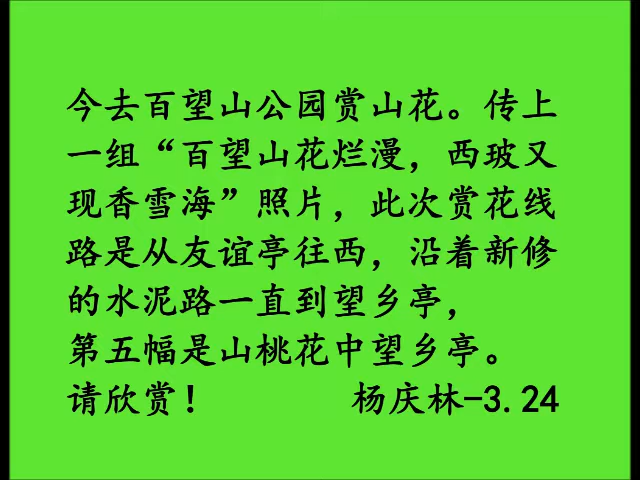 今去百望山公园赏山花。传上
一组“百望山花烂漫，西玻又
现香雪海”照片，此次赏花线
路是从友谊亭往西，沿着新修
的水泥路一直到望乡亭，
第五幅是山桃花中望乡亭。
请欣赏！ 杨庆林-3.24